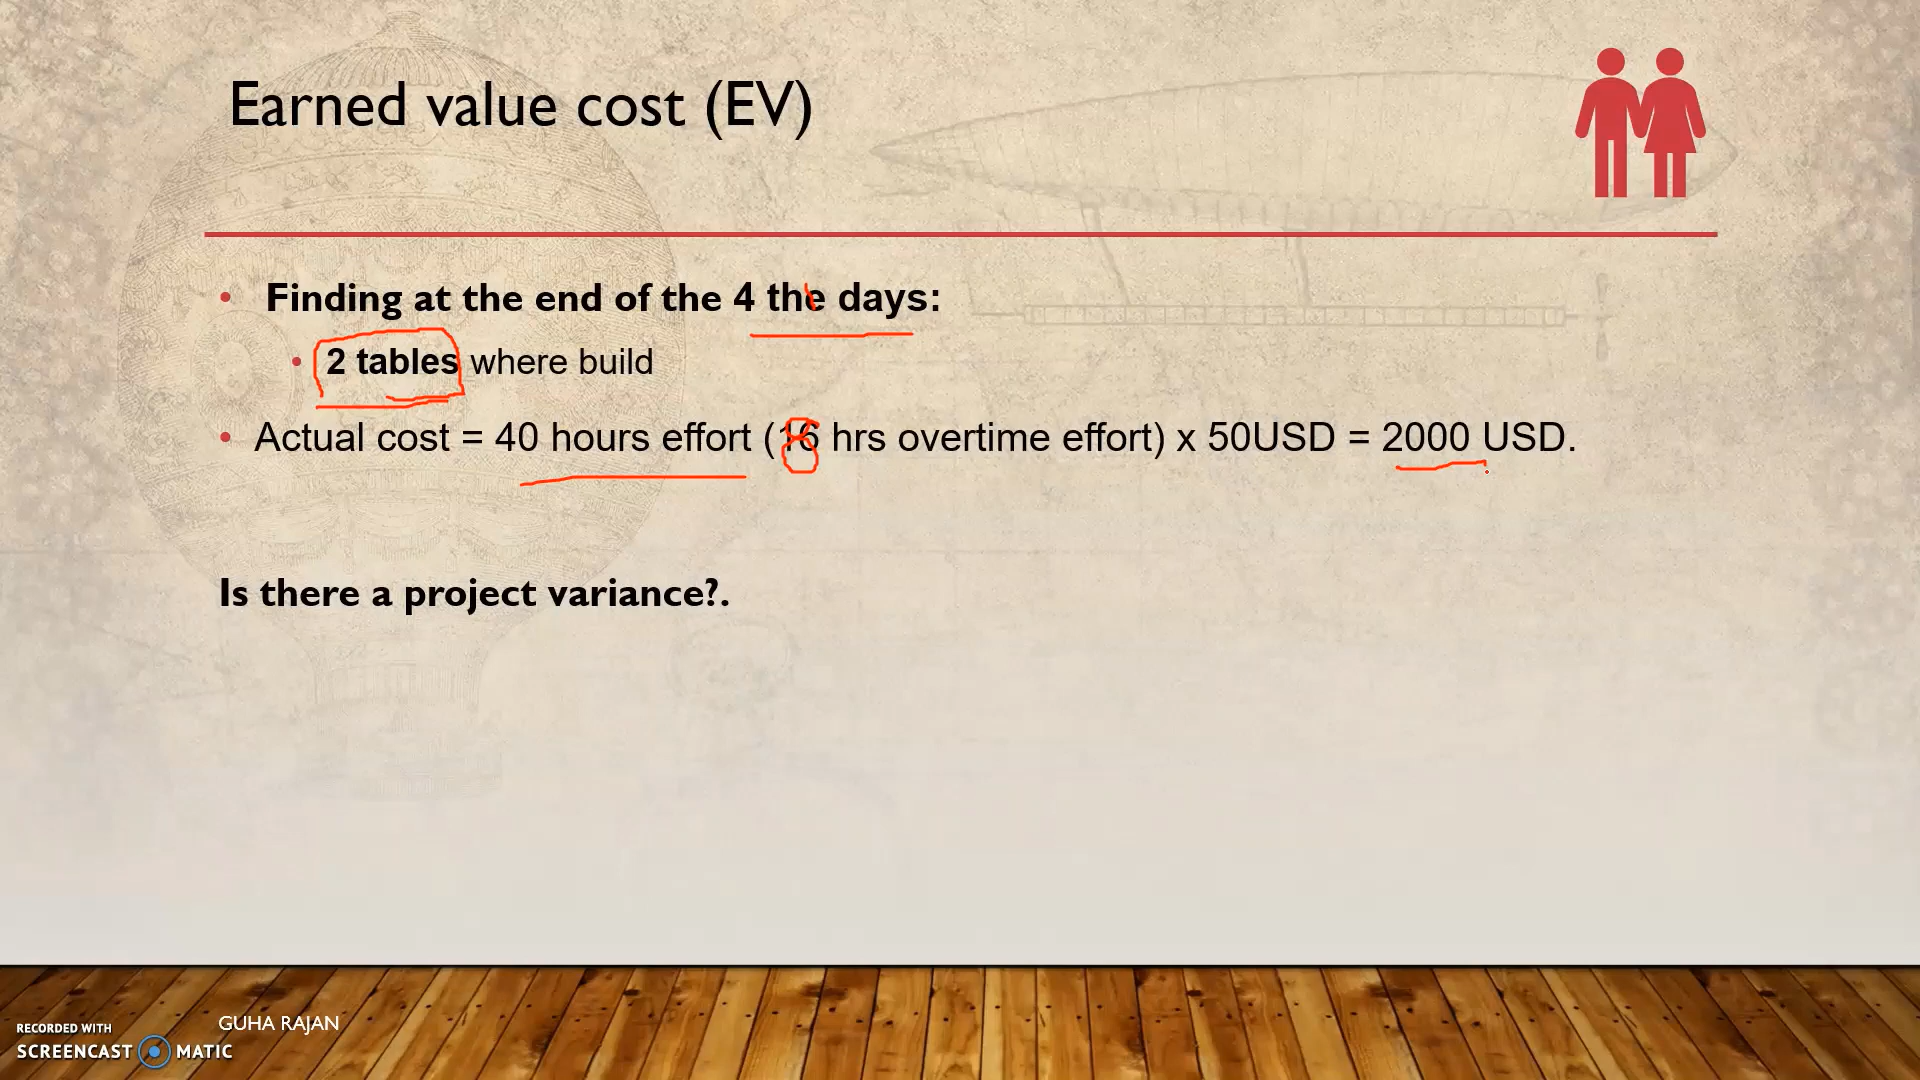 Earned value cost (EV)
Finding at the end of the 4 the days:
2 tables where build
Actual cost = 40 hours effort (16 hrs overtime effort) x 50USD = 2000 USD.
8
Is there a project variance?.
GUHA RAJAN
RECORDED WITH
SCREENCAST MATIC